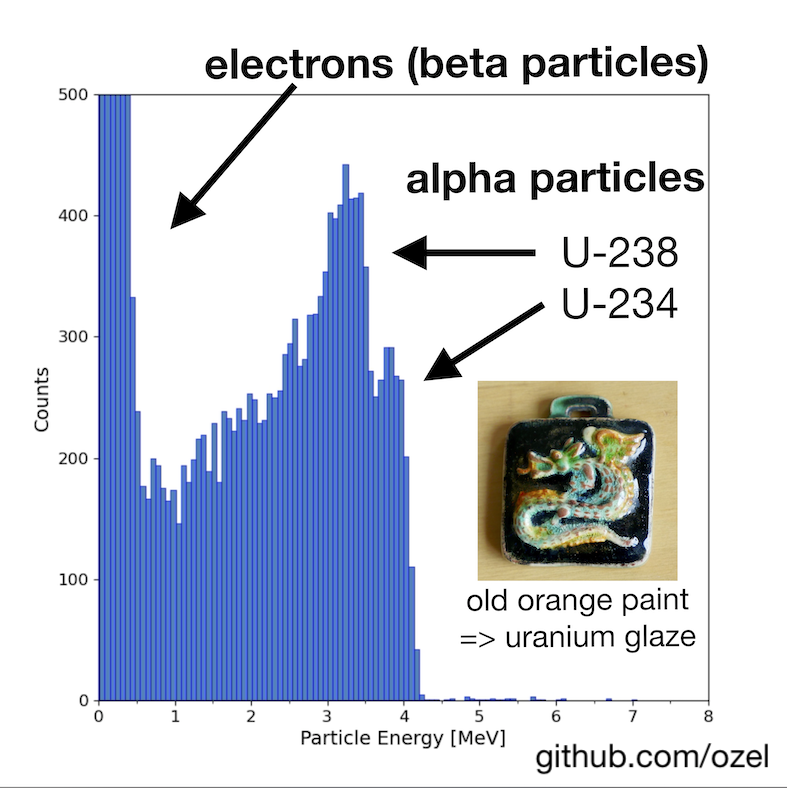 electrons (beta particles)
alpha particles
U-238
U-234
500
400
300
200
100
0
Counts
0 1 2 3 4 5 6 7 8
Particle Energy [MeV]
old orange paint
=> uranium glaze
github.com/ozel